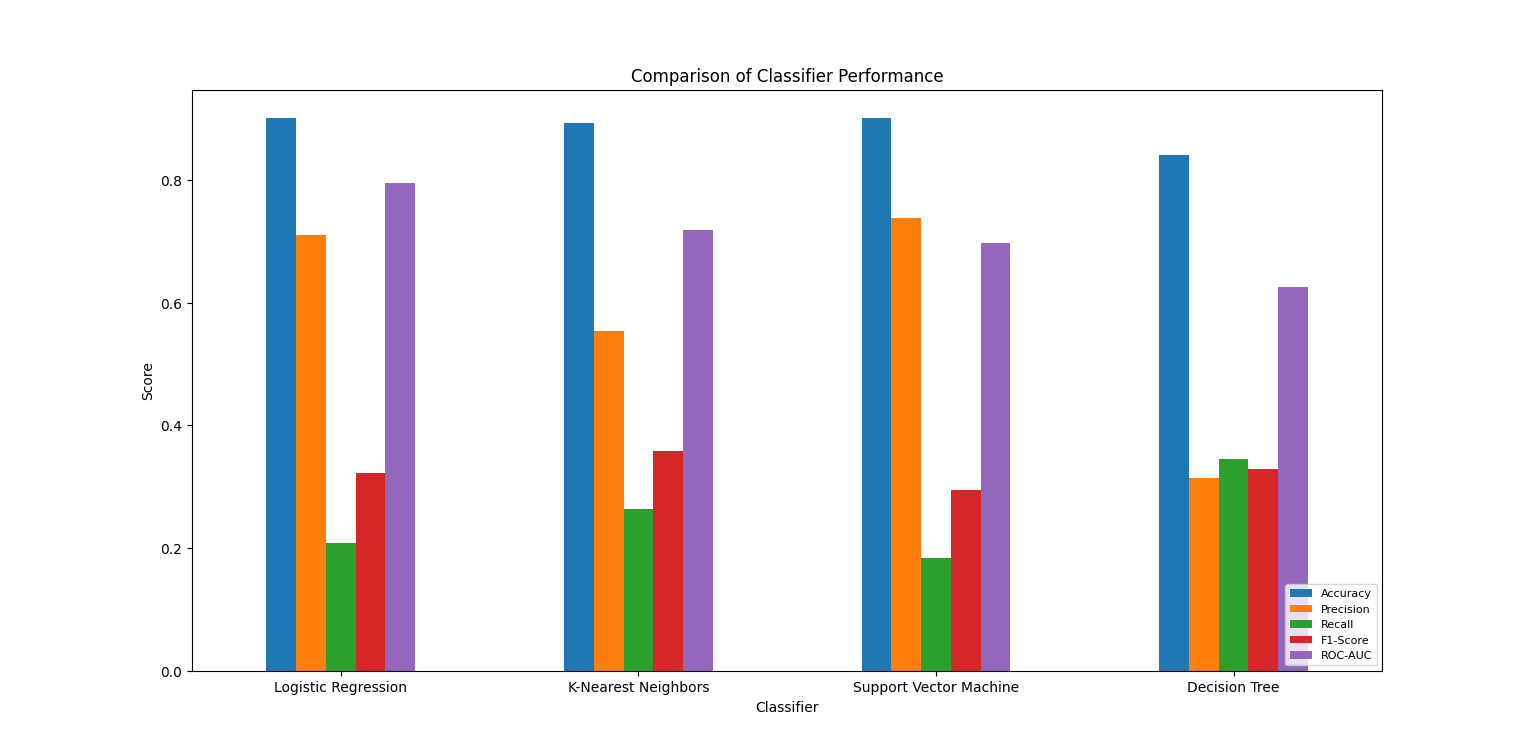 Comparison of Classifier Performance
Score
0.8
0.6
0.4
0.2
0.0
Accuracy
Precision
Recall
F1-Score
ROC-AUC
Logistic Regression
K-Nearest Neighbors
Support Vector Machine
Decision Tree
Classifier